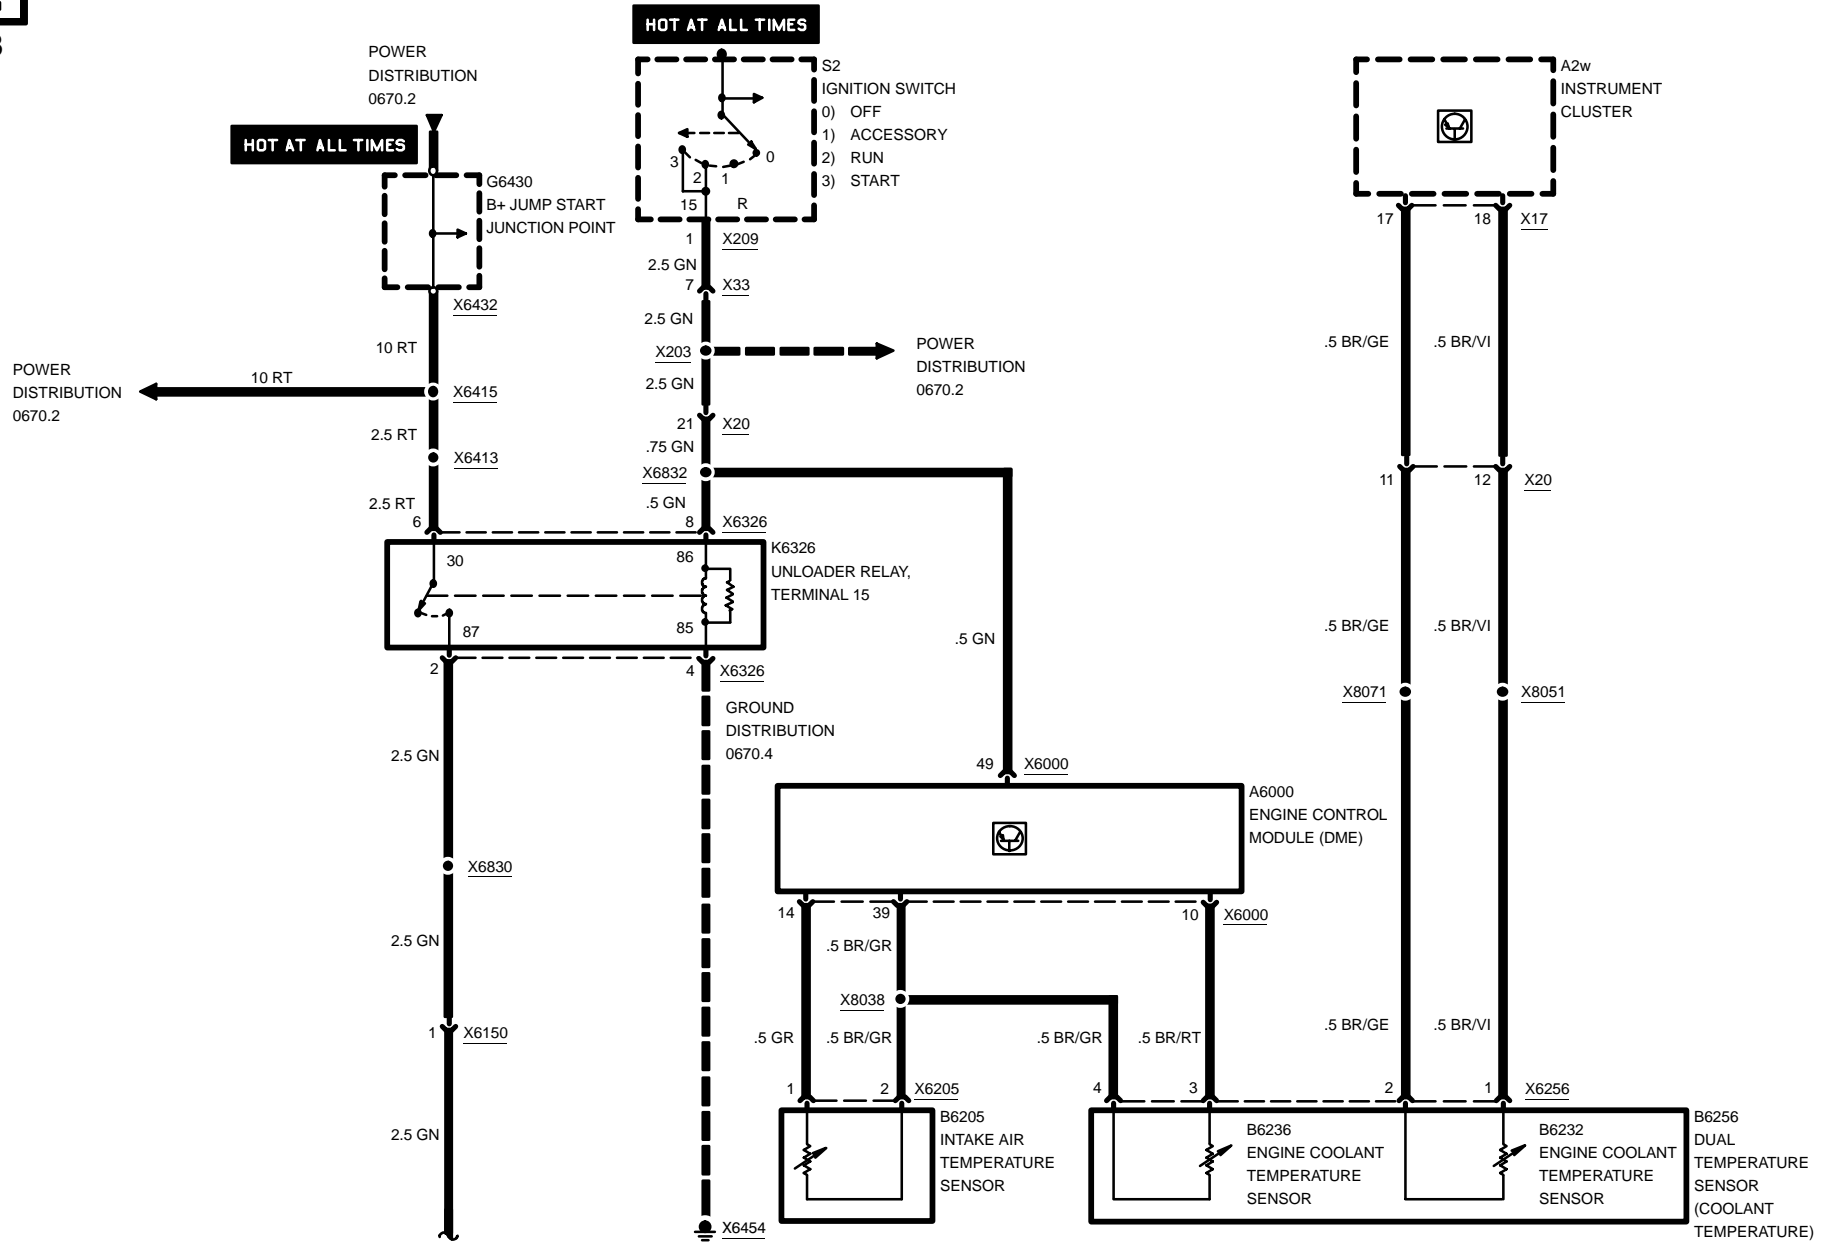 HOT AT ALL TIMES
POWER
DISTRIBUTION
0670.2
HOT AT ALL TIMES
G6430
B+ JUMP START
JUNCTION POINT
X6432
10 RT
POWER
DISTRIBUTION
0670.2
10 RT
X6415
2.5 RT
X6413
2.5 RT
6
S2
IGNITION SWITCH
0) OFF
1) ACCESSORY
2) RUN
3) START
3
2
1
0
15
R
1
X209
2.5 GN
7
X33
2.5 GN
X203
POWER
DISTRIBUTION
0670.2
2.5 GN
21
X20
.75 GN
X6832
.5 GN
8
X6326
30
86
87
85
K6326
UNLOADER RELAY,
TERMINAL 15
2
4
X6326
GROUND
DISTRIBUTION
0670.4
2.5 GN
X6830
2.5 GN
1
X6150
2.5 GN
X6454
.5 GN
49
X6000
A6000
ENGINE CONTROL
MODULE (DME)
14
39
10
X6000
.5 BR/GR
X8038
.5 GR
.5 BR/GR
.5 BR/GR
.5 BR/RT
1
2
X6205
B6205
INTAKE AIR
TEMPERATURE
SENSOR
A2w
INSTRUMENT
CLUSTER
17
18
X17
.5 BR/GE
.5 BR/VI
11
12
X20
.5 BR/GE
.5 BR/VI
X8071
X8051
.5 BR/GE
.5 BR/VI
4
3
2
1
X6256
B6236
ENGINE COOLANT
TEMPERATURE
SENSOR
B6232
ENGINE COOLANT
TEMPERATURE
SENSOR
B6256
DUAL
TEMPERATURE
SENSOR
(COOLANT
TEMPERATURE)